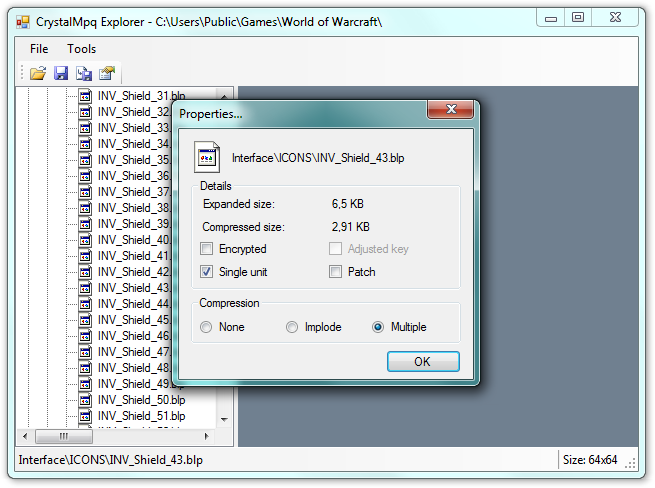 CrystalMpq Explorer - C:\Users\Public\Games\World of Warcraft\
File Tools
INV_Shield_31.blp
INV_Shield_32.
INV_Shield_33.
INV_Shield_34.
INV_Shield_35.
INV_Shield_36.
INV_Shield_37.
INV_Shield_38.
INV_Shield_39.
INV_Shield_40.
INV_Shield_41.
INV_Shield_42.
INV_Shield_43.
INV_Shield_44.
INV_Shield_45.
INV_Shield_46.
INV_Shield_47.
INV_Shield_48.
INV_Shield_49.blp
INV_Shield_50.blp
INV_Shield_51.blp
Properties...
Interface\ICONS\INV_Shield_43.blp
Details
Expanded size: 6,5 KB
Compressed size: 2,91 KB
Encrypted Adjusted key
Single unit Patch
Compression
None Implode Multiple
OK
Interface\ICONS\INV_Shield_43.blp Size: 64x64